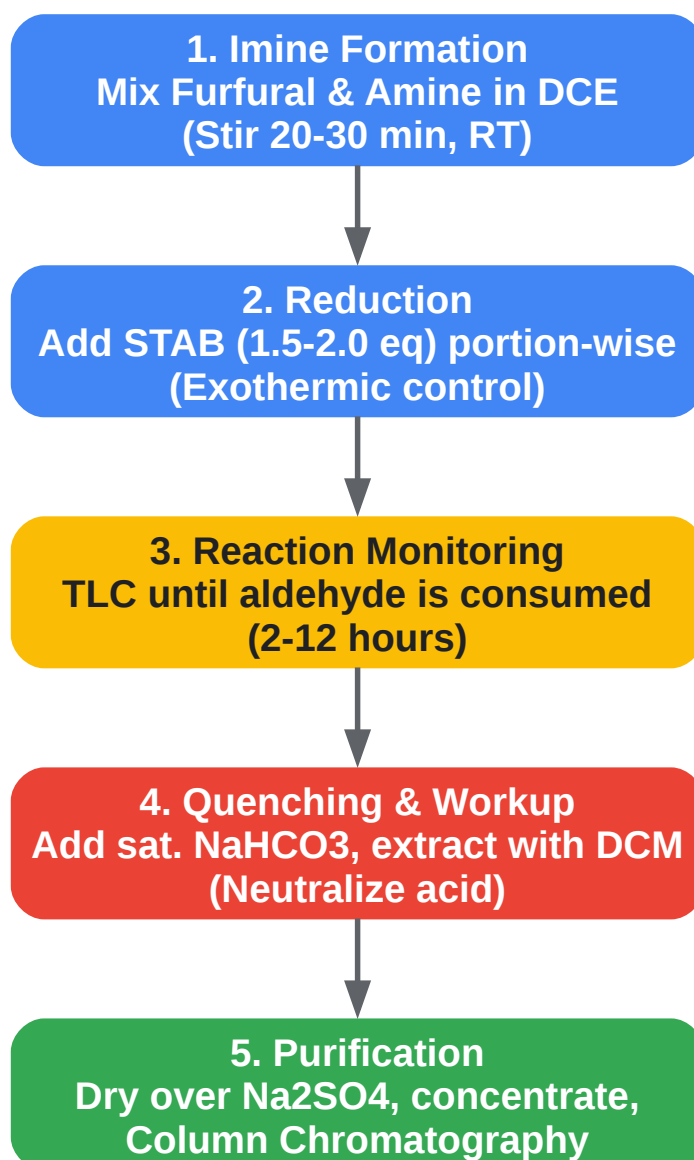 1. Imine Formation
Mix Furfural & Amine in DCE
(Stir 20-30 min, RT)
2. Reduction
Add STAB (1.5-2.0 eq) portion-wise
(Exothermic control)
3. Reaction Monitoring
TLC until aldehyde is consumed
(2-12 hours)
4. Quenching & Workup
Add sat. NaHCO3, extract with DCM
(Neutralize acid)
5. Purification
Dry over Na2SO4, concentrate,
Column Chromatography